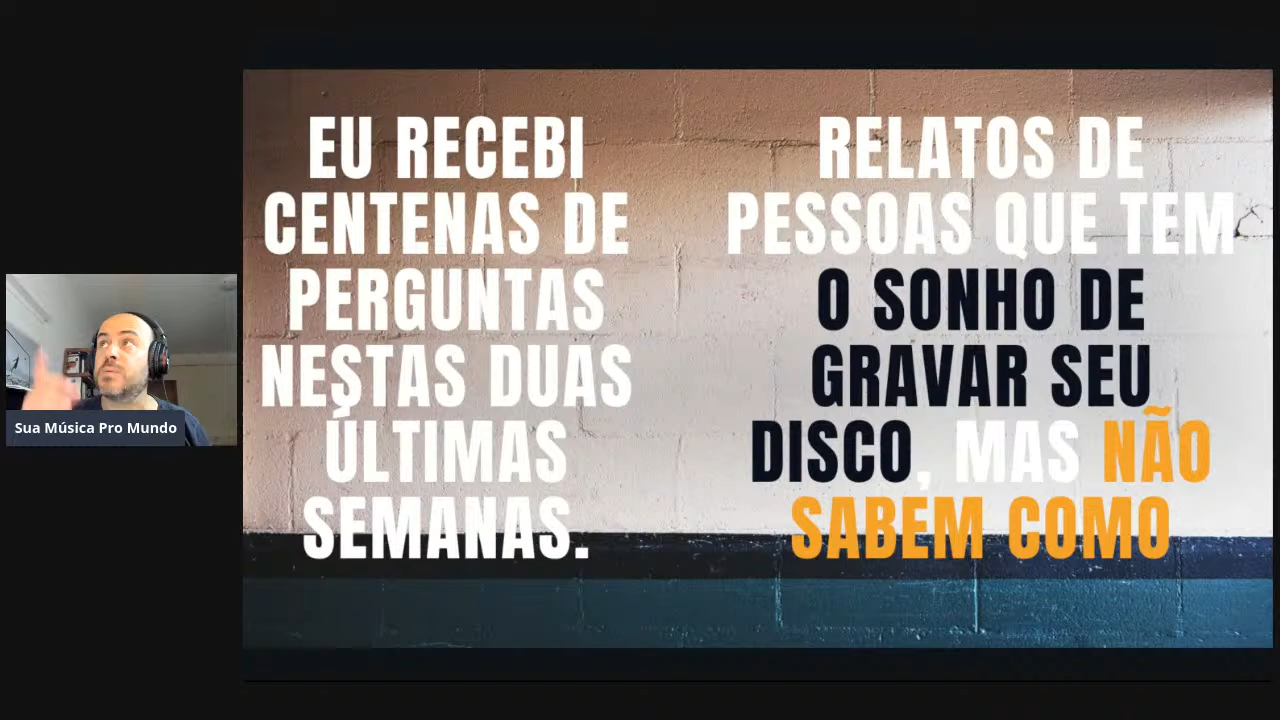 EU RECEBI
CENTENAS DE
PERGUNTAS
NESTAS DUAS
ÚLTIMAS
SEMANAS.
RELATOS DE
PESSOAS QUE TEM
O SONHO DE
GRAVAR SEU
DISCO, MAS NÃO
SABEM COMO
Sua Música Pro Mundo